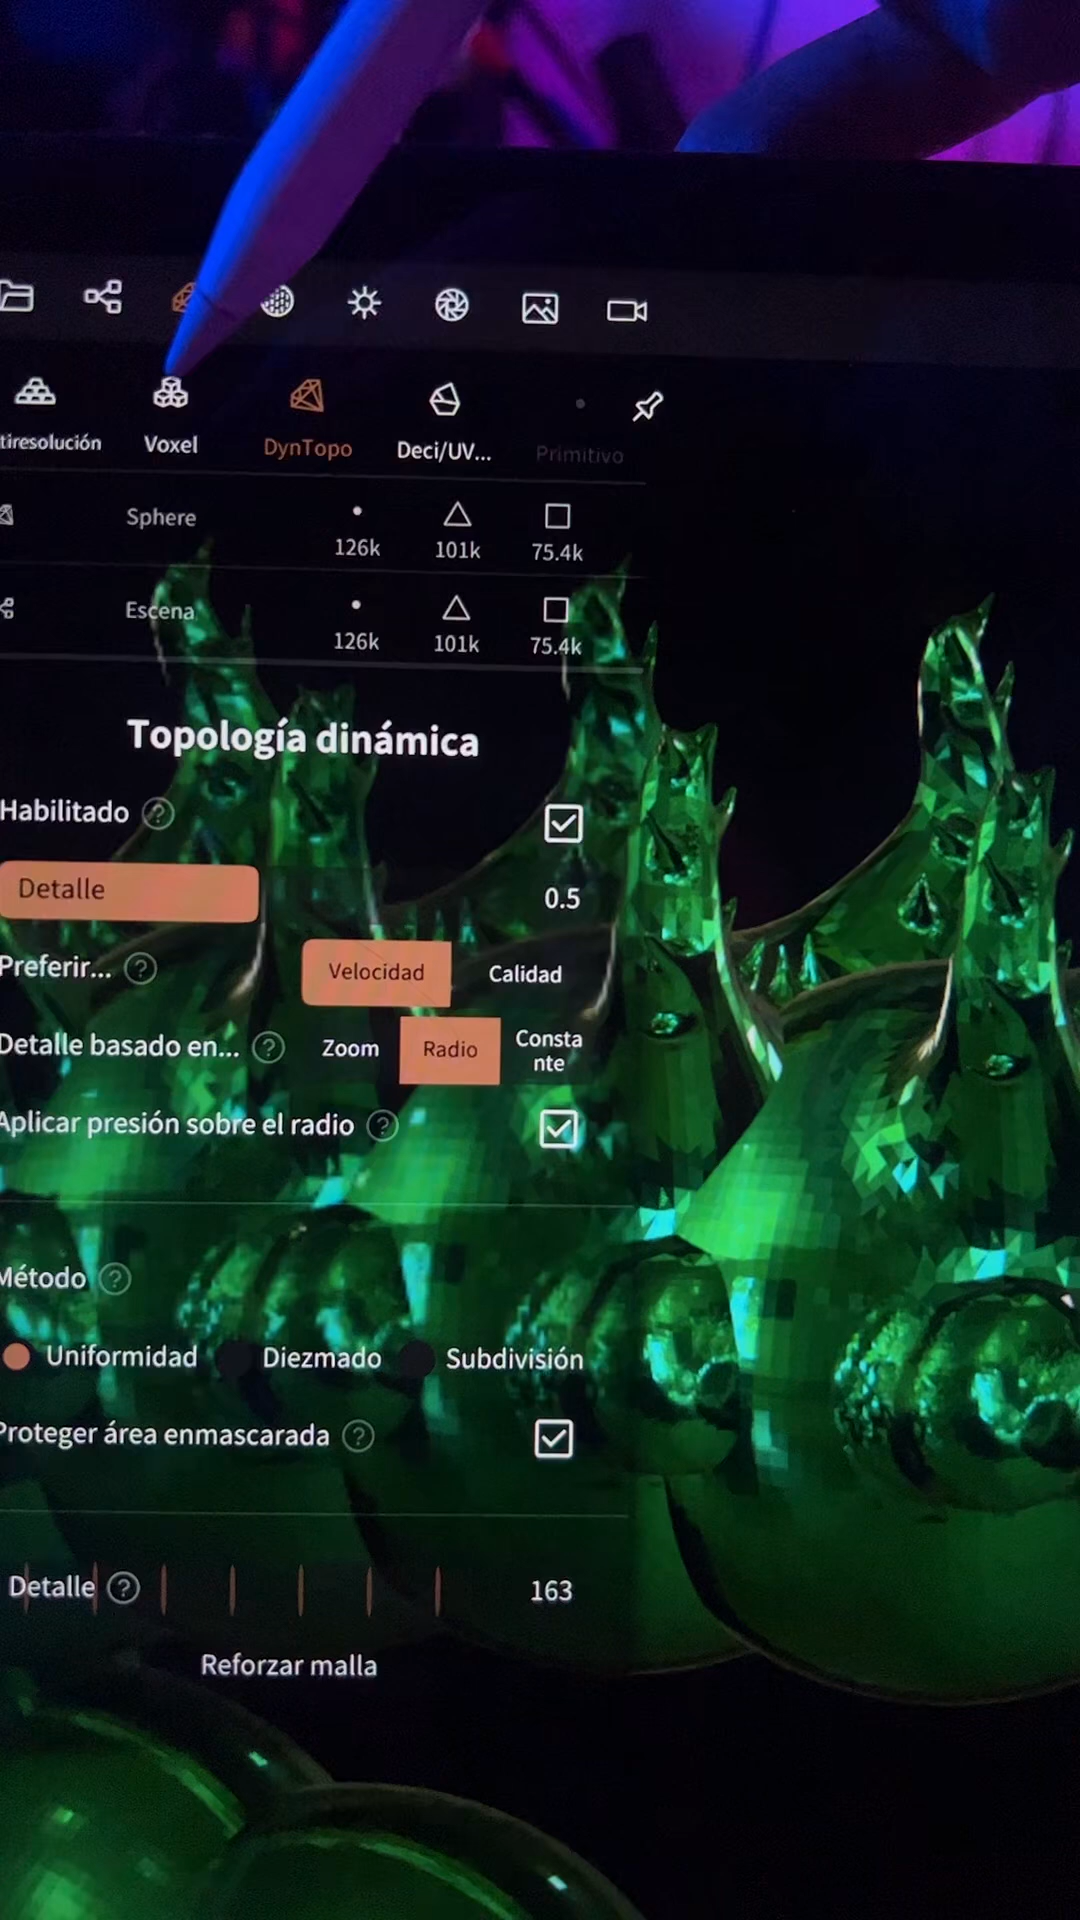 tiresolución Voxel DynTopo Deci/UV... Primitivo
Sphere 126k 101k 75.4k
Escena 126k 101k 75.4k
Topología dinámica
Habilitado ?
Detalle 0.5
Preferir... ? Velocidad Calidad
Detalle basado en... ? Zoom Radio Consta
nte
Aplicar presión sobre el radio ?
Método ?
Uniformidad Diezmado Subdivisión
Proteger área enmascarada ?
Detalle ? 163
Reforzar malla